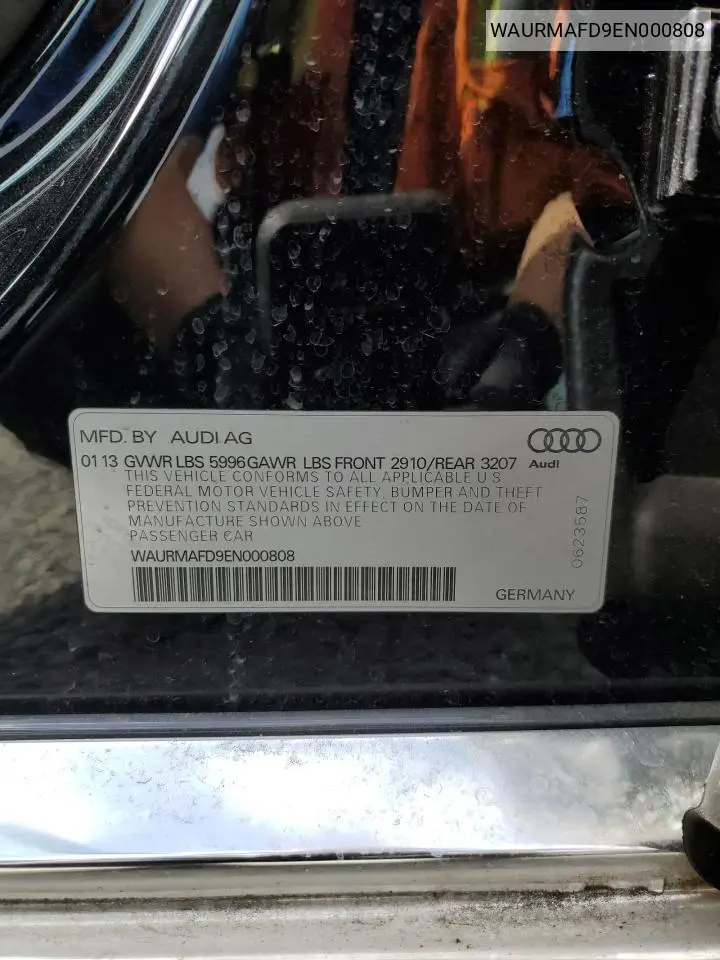 WAURMAFD9EN000808
MFD. BY AUDI AG
01 13 GVWR LBS 5996 GAWR LBS FRONT 2910/REAR 3207 Audi
THIS VEHICLE CONFORMS TO ALL APPLICABLE U S
FEDERAL MOTOR VEHICLE SAFETY, BUMPER AND THEFT
PREVENTION STANDARDS IN EFFECT ON THE DATE OF
MANUFACTURE SHOWN ABOVE
PASSENGER CAR
WAURMAFD9EN000808
GERMANY
0623587